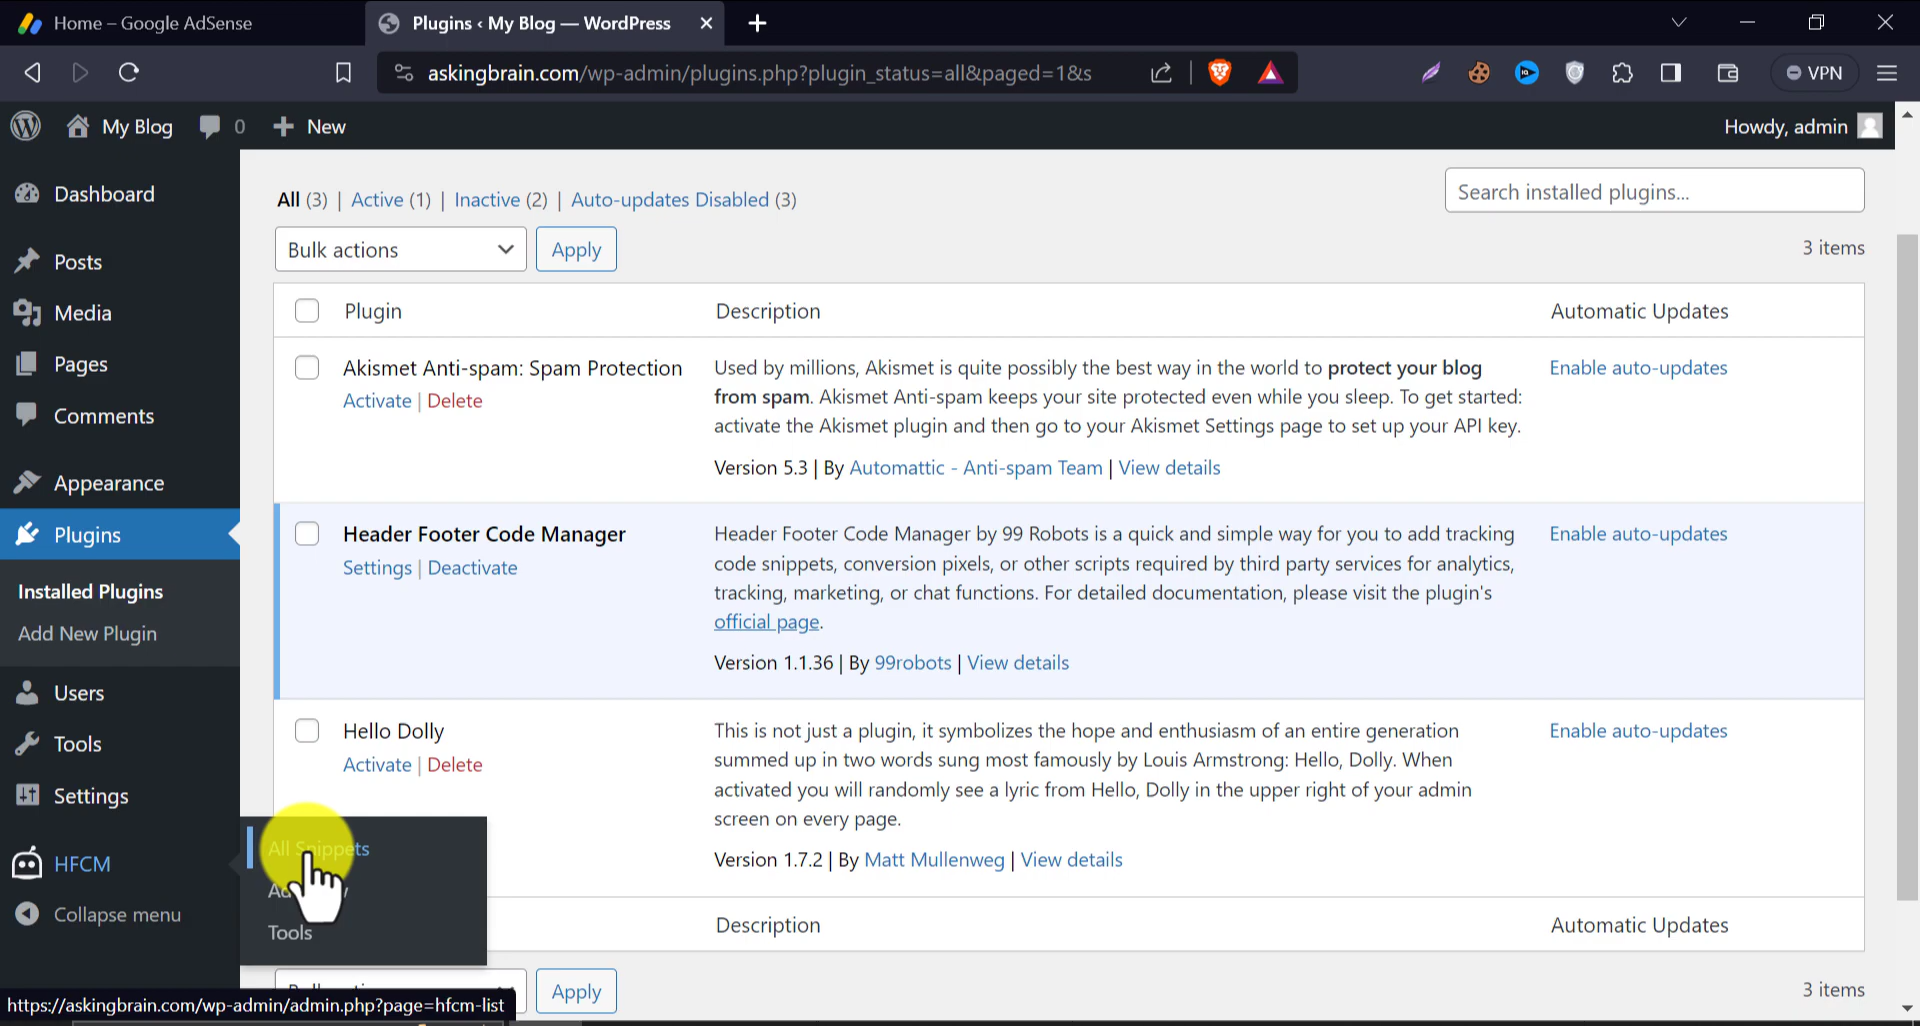 Home – Google AdSense
Plugins ‹ My Blog — WordPress
askingbrain.com/wp-admin/plugins.php?plugin_status=all&paged=1&s
VPN
My Blog
0
New
Howdy, admin
Dashboard
Posts
Media
Pages
Comments
Appearance
Plugins
Installed Plugins
Add New Plugin
Users
Tools
Settings
HFCM
Collapse menu
All Snippets
Tools
All (3) | Active (1) | Inactive (2) | Auto-updates Disabled (3)
Search installed plugins...
Bulk actions
Apply
3 items
Plugin
Description
Automatic Updates
Akismet Anti-spam: Spam Protection
Activate | Delete
Used by millions, Akismet is quite possibly the best way in the world to protect your blog
from spam. Akismet Anti-spam keeps your site protected even while you sleep. To get started:
activate the Akismet plugin and then go to your Akismet Settings page to set up your API key.
Version 5.3 | By Automattic - Anti-spam Team | View details
Enable auto-updates
Header Footer Code Manager
Settings | Deactivate
Header Footer Code Manager by 99 Robots is a quick and simple way for you to add tracking
code snippets, conversion pixels, or other scripts required by third party services for analytics,
tracking, marketing, or chat functions. For detailed documentation, please visit the plugin's
official page.
Version 1.1.36 | By 99robots | View details
Enable auto-updates
Hello Dolly
Activate | Delete
This is not just a plugin, it symbolizes the hope and enthusiasm of an entire generation
summed up in two words sung most famously by Louis Armstrong: Hello, Dolly. When
activated you will randomly see a lyric from Hello, Dolly in the upper right of your admin
screen on every page.
Version 1.7.2 | By Matt Mullenweg | View details
Enable auto-updates
Description
Automatic Updates
Apply
3 items
https://askingbrain.com/wp-admin/admin.php?page=hfcm-list